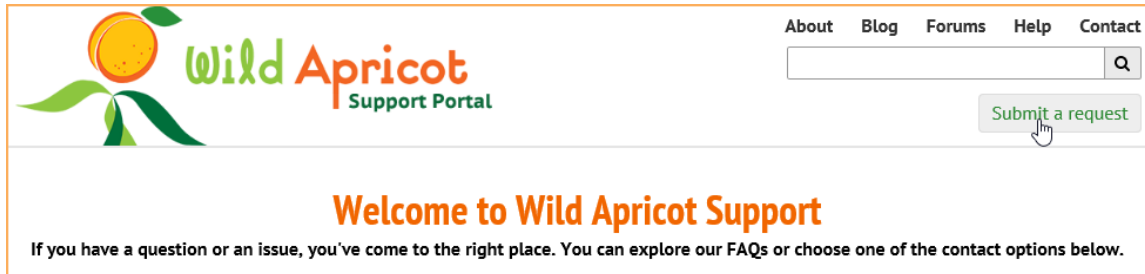 About Blog Forums Help Contact
Wild Apricot
Support Portal
Submit a request
Welcome to Wild Apricot Support
If you have a question or an issue, you've come to the right place. You can explore our FAQs or choose one of the contact options below.